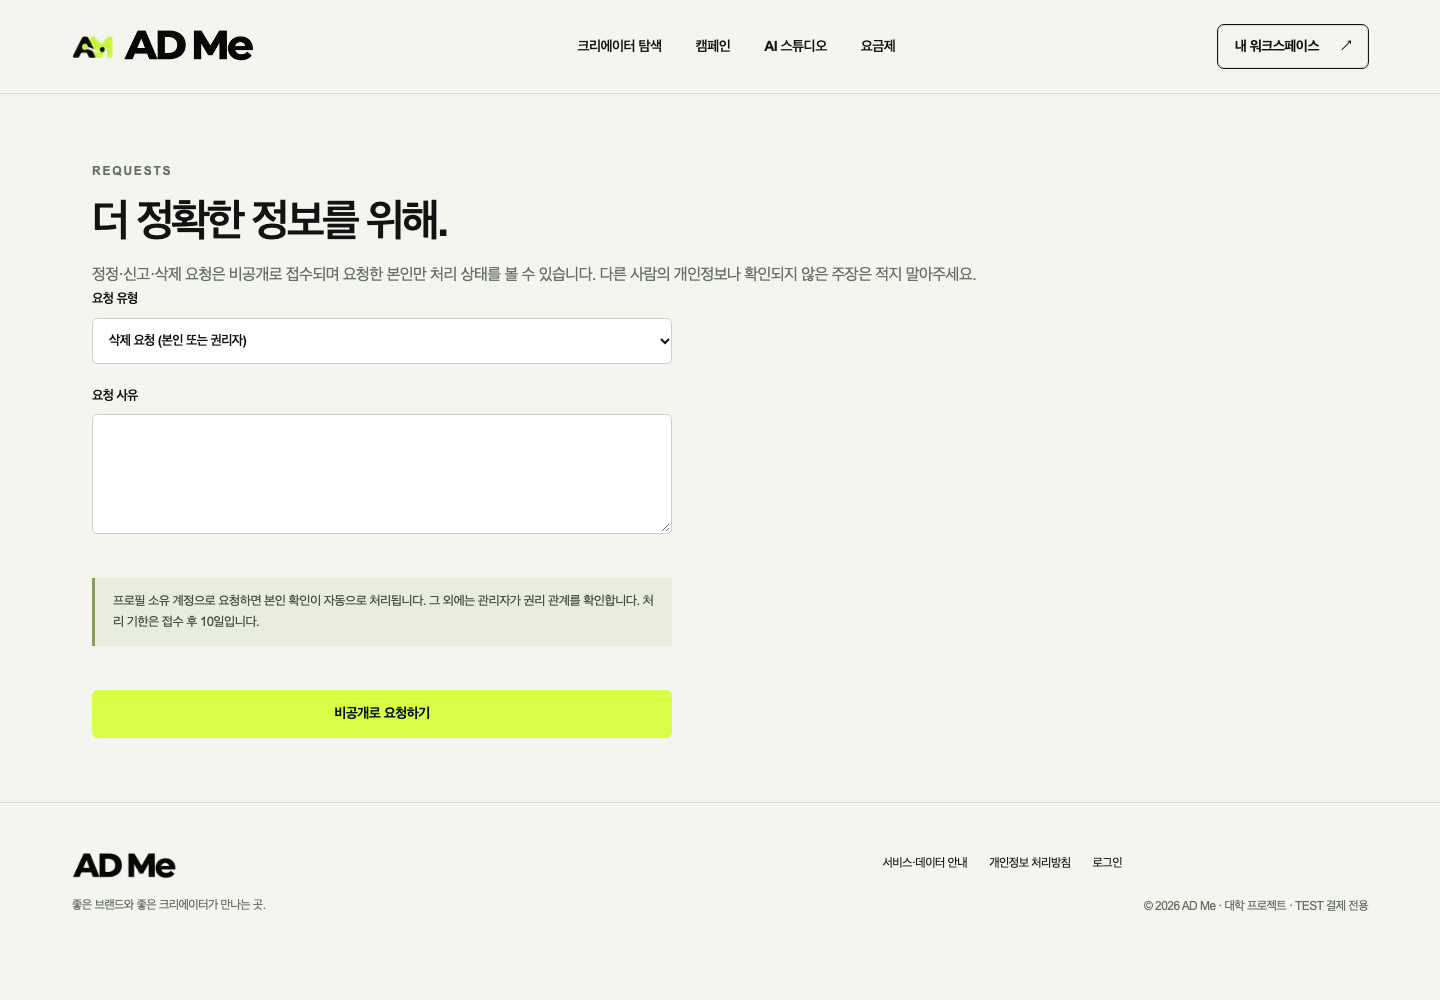 AM AD Me
크리에이터 탐색
캠페인
AI 스튜디오
요금제
내 워크스페이스 ↗
REQUESTS
더 정확한 정보를 위해.
정정·신고·삭제 요청은 비공개로 접수되며 요청한 본인만 처리 상태를 볼 수 있습니다. 다른 사람의 개인정보나 확인되지 않은 주장은 적지 말아주세요.
요청 유형
삭제 요청 (본인 또는 권리자)
요청 사유
프로필 소유 계정으로 요청하면 본인 확인이 자동으로 처리됩니다. 그 외에는 관리자가 권리 관계를 확인합니다. 처
리 기한은 접수 후 10일입니다.
비공개로 요청하기
AD Me
서비스·데이터 안내
개인정보 처리방침
로그인
좋은 브랜드와 좋은 크리에이터가 만나는 곳.
© 2026 AD Me · 대학 프로젝트 · TEST 결제 전용